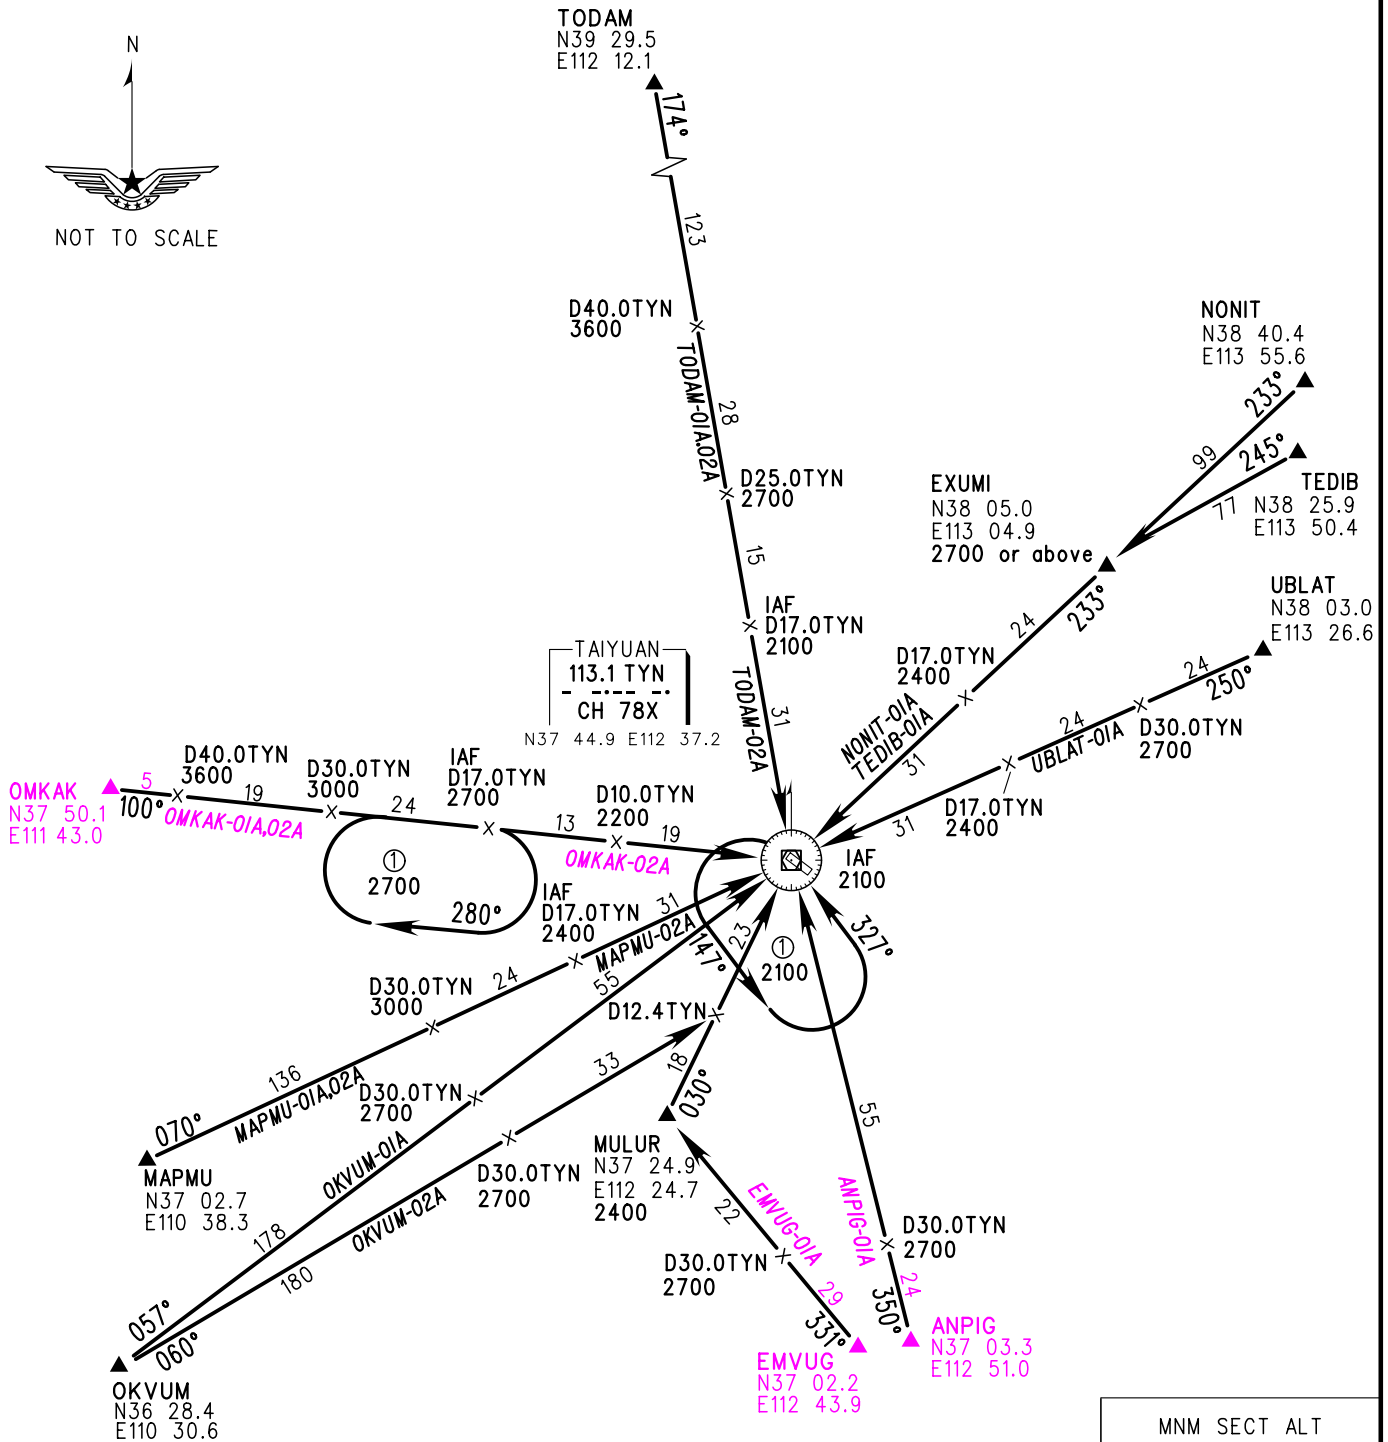 TODAM
N39 29.5
E112 12.1
N
NOT TO SCALE
174°
123
D40.0TYN
3600
TODAM-01A,02A
28
D25.0TYN
2700
15
IAF
D17.0TYN
2100
TODAM-02A
31
NONIT
N38 40.4
E113 55.6
233°
99
245°
77
TEDIB
N38 25.9
E113 50.4
EXUMI
N38 05.0
E113 04.9
2700 or above
233°
24
D17.0TYN
2400
NONIT-01A
TEDIB-01A
31
UBLAT
N38 03.0
E113 26.6
24
250°
D30.0TYN
2700
24
UBLAT-01A
D17.0TYN
2400
31
TAIYUAN
113.1 TYN
CH 78X
N37 44.9 E112 37.2
OMKAK
N37 50.1
E111 43.0
5
100°
D40.0TYN
3600
19
OMKAK-01A,02A
D30.0TYN
3000
24
IAF
D17.0TYN
2700
13
D10.0TYN
2200
19
OMKAK-02A
①
2700
280°
IAF
2100
IAF
D17.0TYN
2400
31
MAPMU-02A
147°
23
①
2100
327°
D30.0TYN
3000
24
55
D12.4TYN
136
MAPMU-01A,02A
070°
MAPMU
N37 02.7
E110 38.3
D30.0TYN
2700
33
18
030°
OKVUM-01A
178
D30.0TYN
2700
OKVUM-02A
180
057°
060°
OKVUM
N36 28.4
E110 30.6
MULUR
N37 24.9
E112 24.7
2400
22
EMVUG-01A
D30.0TYN
2700
29
331°
EMVUG
N37 02.2
E112 43.9
55
ANPIG-01A
D30.0TYN
2700
24
350°
ANPIG
N37 03.3
E112 51.0
MNM SECT ALT